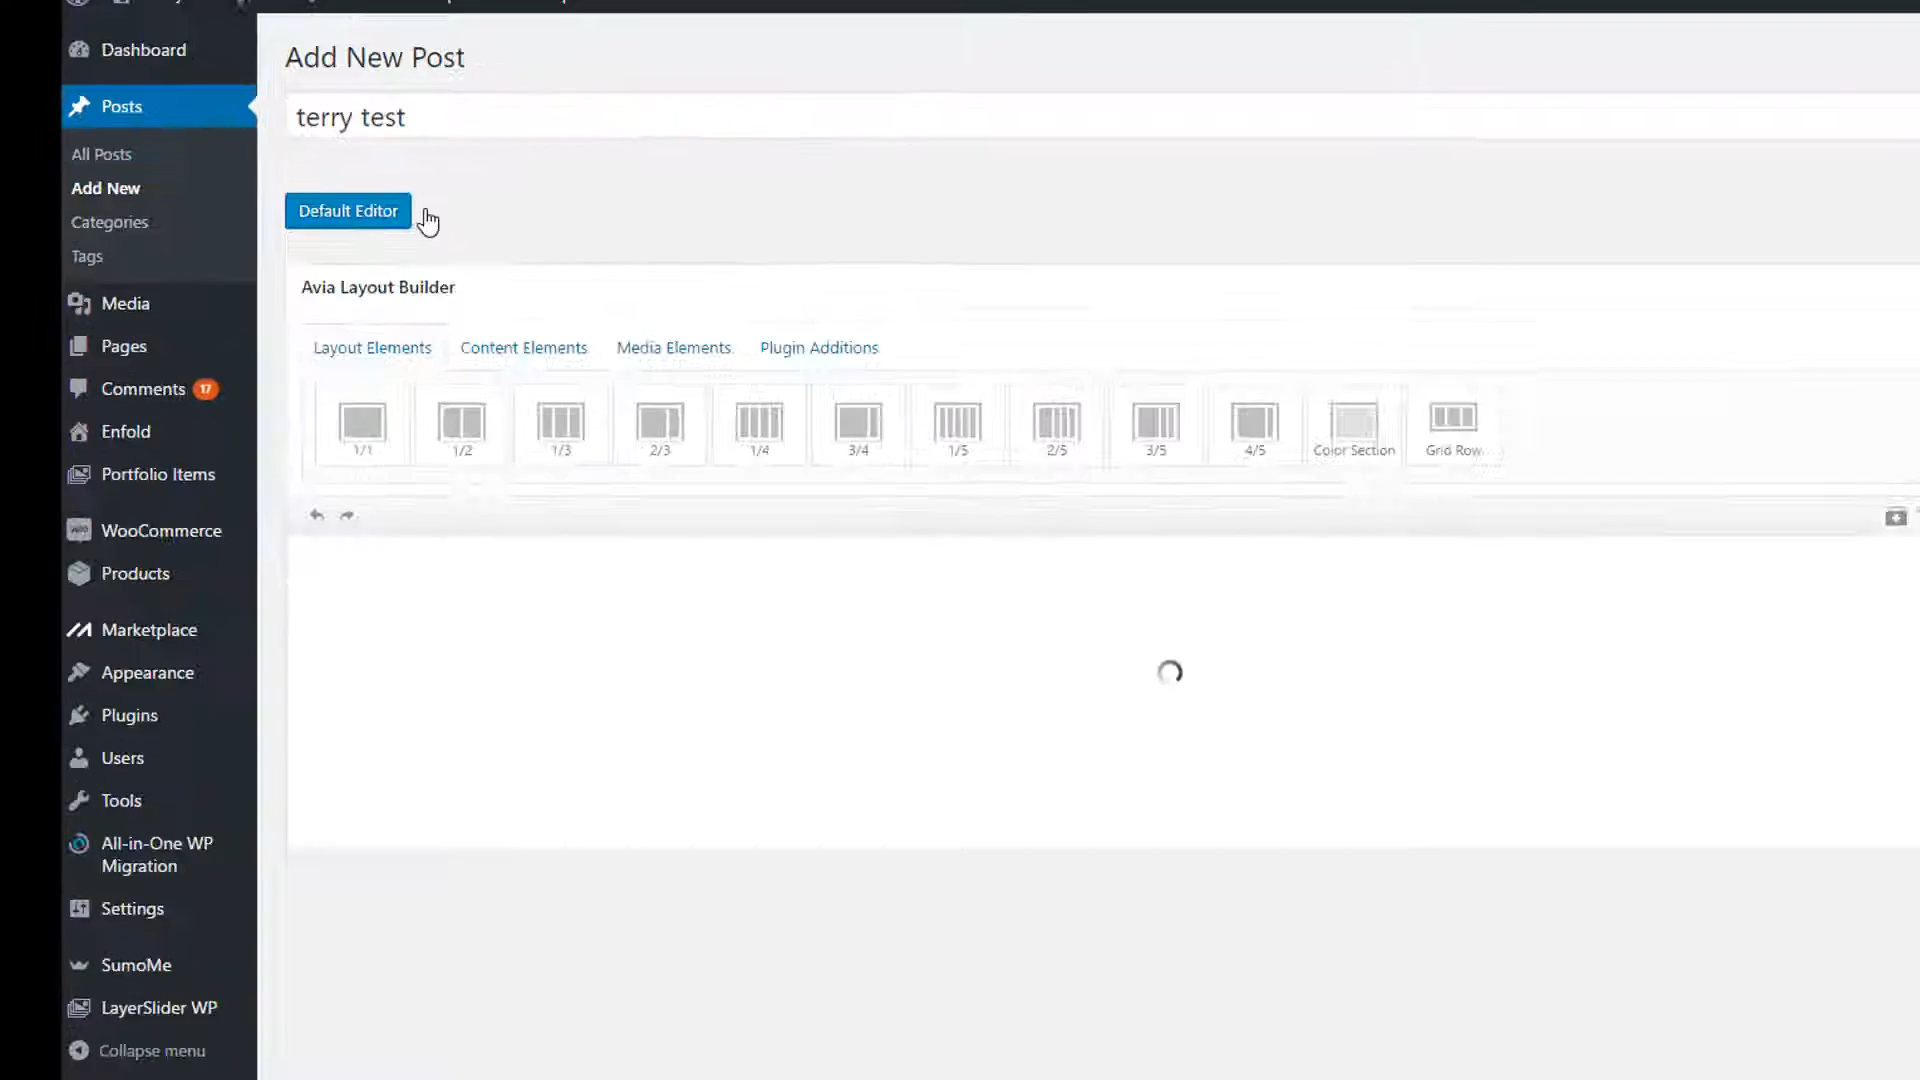 Dashboard
Posts
All Posts
Add New
Categories
Tags
Media
Pages
Comments 17
Enfold
Portfolio Items
WooCommerce
Products
Marketplace
Appearance
Plugins
Users
Tools
All-in-One WP
Migration
Settings
SumoMe
LayerSlider WP
Collapse menu
Add New Post
terry test
Default Editor
Avia Layout Builder
Layout Elements Content Elements Media Elements Plugin Additions
1/1 1/2 1/3 2/3 1/4 3/4 1/5 2/5 3/5 4/5 Color Section Grid Row